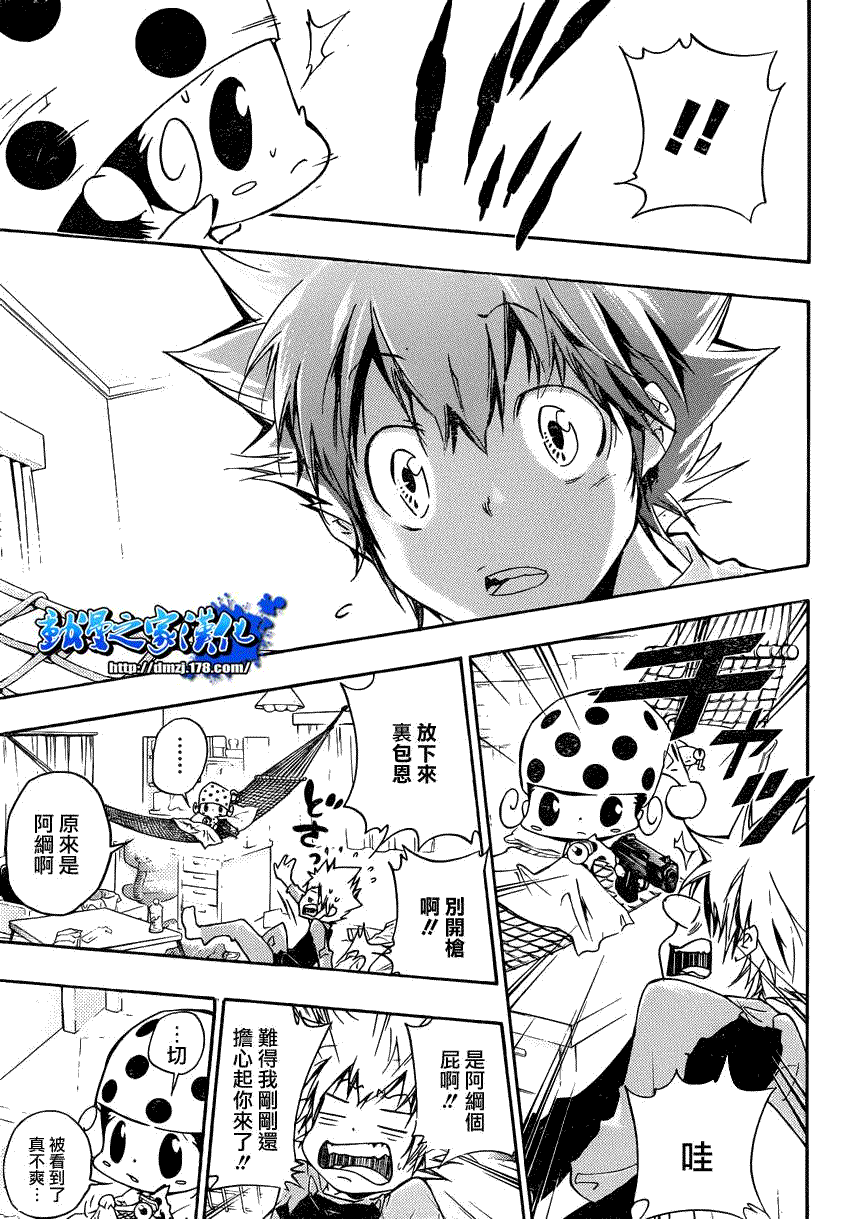 !!
動漫之家漢化
http://dmzj.178.com/
チャッ
哇
放下來
裏包恩
別開槍
啊!!
どさっ
……
原來是
阿綱啊
是阿綱個
屁啊!!
難得我剛剛還
擔心起你來了!!
…切
被看到了
真不爽…